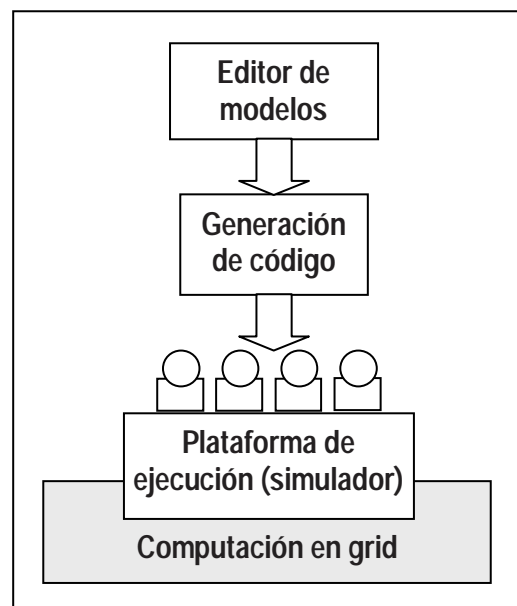 Editor de
modelos
Generación
de código
Plataforma de
ejecución (simulador)
Computación en grid